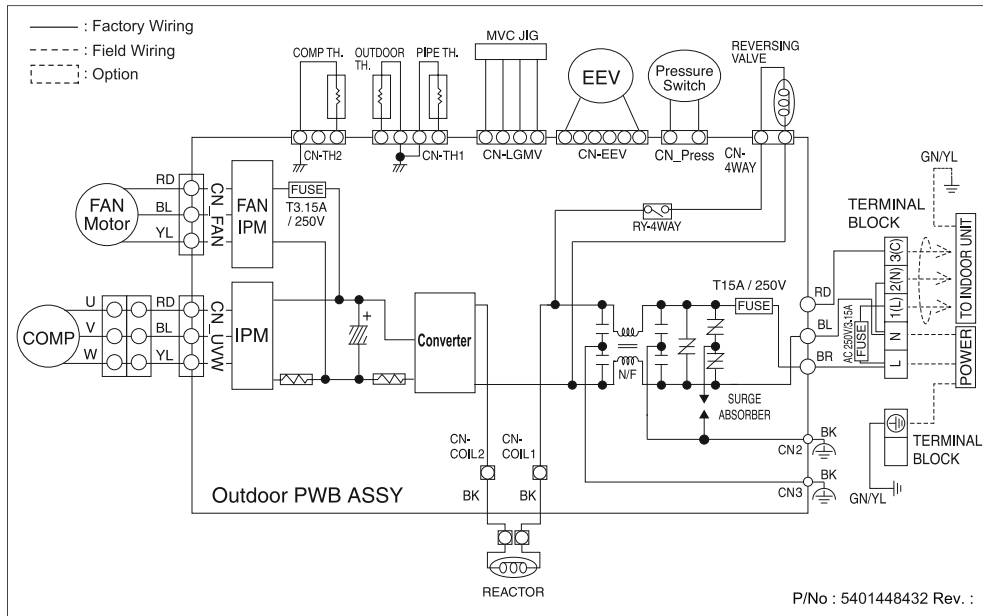 : Factory Wiring
: Field Wiring
: Option
COMP TH.
OUTDOOR TH.
PIPE TH.
MVC JIG
EEV
Pressure Switch
REVERSING VALVE
CN-TH2
CN-TH1
CN-LGMV
CN-EEV
CN_Press
CN-4WAY
FAN Motor
RD
BL
YL
CN_FAN
FAN IPM
FUSE
T3.15A / 250V
RY-4WAY
COMP
U
V
W
RD
BL
YL
CN_UVW
IPM
+
Converter
N/F
T15A / 250V
FUSE
SURGE ABSORBER
RD
BL
BR
TERMINAL BLOCK
3(C)
2(N)
1(L)
N
L
AC 250V/3.15A
FUSE
GN/YL
TO INDOOR UNIT
POWER
TERMINAL BLOCK
GN/YL
BK
CN2
BK
CN3
CN-COIL2
CN-COIL1
BK
BK
REACTOR
Outdoor PWB ASSY
P/No : 5401448432 Rev. :